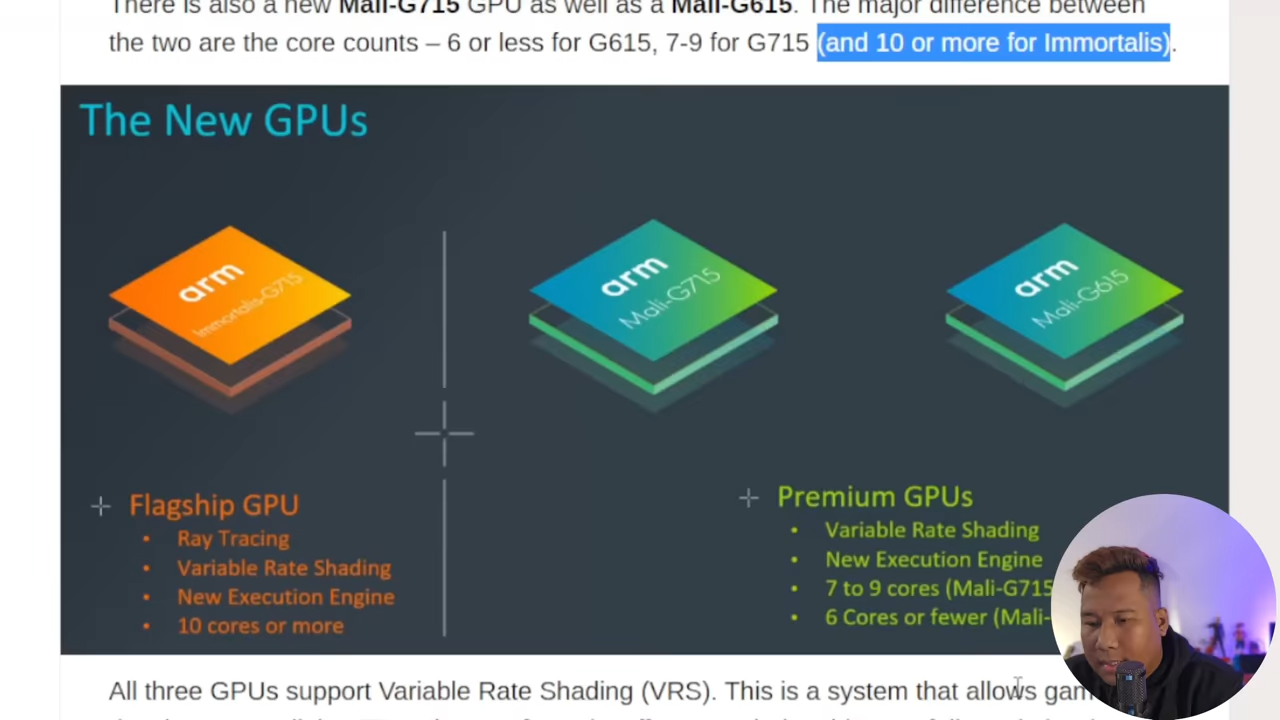 There is also a new Mali-G715 GPU as well as a Mali-G615. The major difference between
the two are the core counts – 6 or less for G615, 7-9 for G715 (and 10 or more for Immortalis).
The New GPUs
arm
Immortalis-G715
arm
Mali-G715
arm
Mali-G615
Flagship GPU
• Ray Tracing
• Variable Rate Shading
• New Execution Engine
• 10 cores or more
Premium GPUs
• Variable Rate Shading
• New Execution Engine
• 7 to 9 cores (Mali-G715
• 6 Cores or fewer (Mali-
All three GPUs support Variable Rate Shading (VRS). This is a system that allows